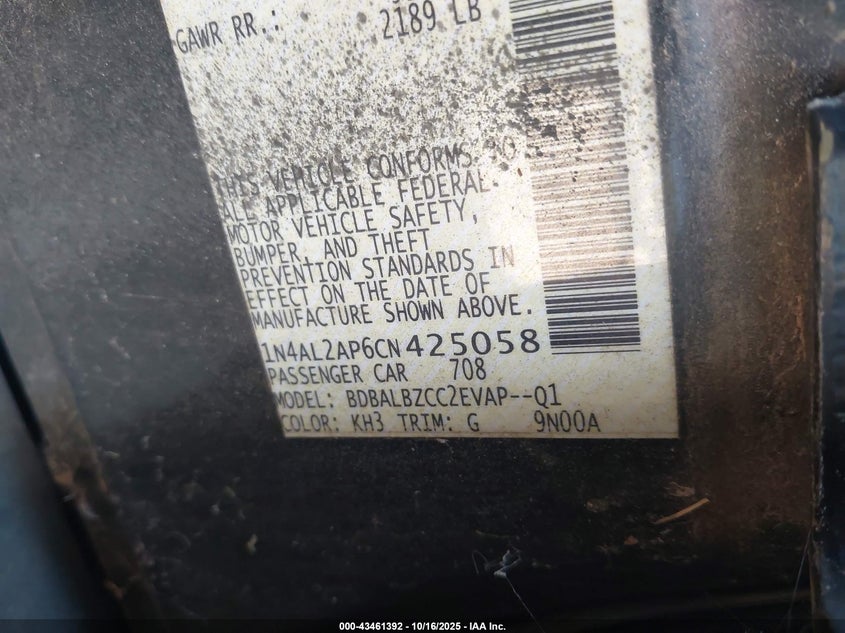 GAWR RR.: 2189 LB
THIS VEHICLE CONFORMS TO
ALL APPLICABLE FEDERAL
MOTOR VEHICLE SAFETY,
BUMPER, AND THEFT
PREVENTION STANDARDS IN
EFFECT ON THE DATE OF
MANUFACTURE SHOWN ABOVE.
1N4AL2AP6CN425058
PASSENGER CAR 708
MODEL: BDBALBZCC2EVAP--Q1
COLOR: KH3 TRIM: G 9N00A
000-43461392 - 10/16/2025 - IAA Inc.